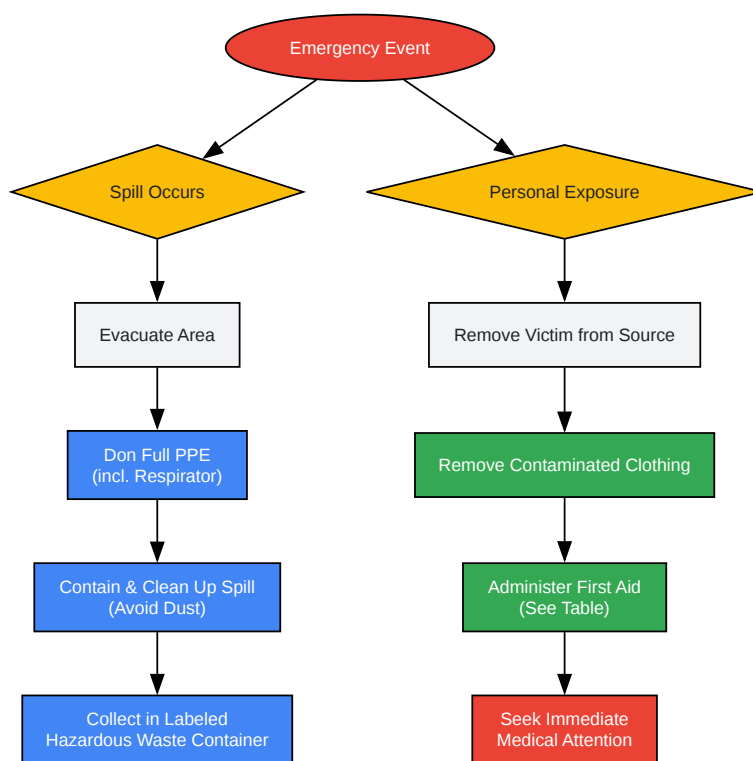 Emergency Event
Spill Occurs
Personal Exposure
Evacuate Area
Remove Victim from Source
Don Full PPE
(incl. Respirator)
Remove Contaminated Clothing
Contain & Clean Up Spill
(Avoid Dust)
Administer First Aid
(See Table)
Collect in Labeled
Hazardous Waste Container
Seek Immediate
Medical Attention